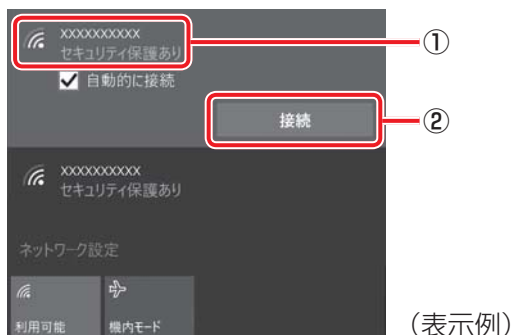 xxxxxxxxxx
セキュリティ保護あり
①
自動的に接続
接続
②
xxxxxxxxxx
セキュリティ保護あり
ネットワーク設定
利用可能
機内モード
（表示例）